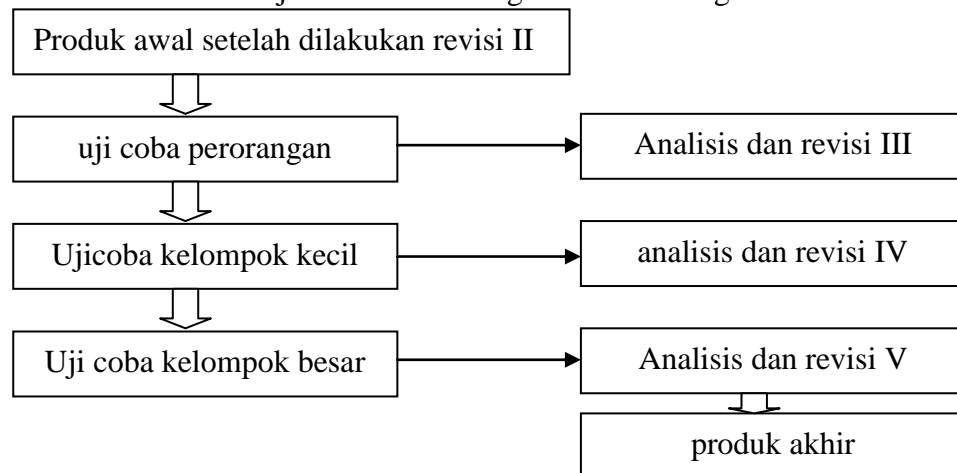 Produk awal setelah dilakukan revisi II
uji coba perorangan
Analisis dan revisi III
Ujicoba kelompok kecil
analisis dan revisi IV
Uji coba kelompok besar
Analisis dan revisi V
produk akhir